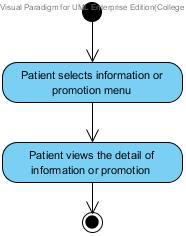 Visual Paradigm for UML Enterprise Edition(College
Patient selects information or
promotion menu
Patient views the detail of
information or promotion